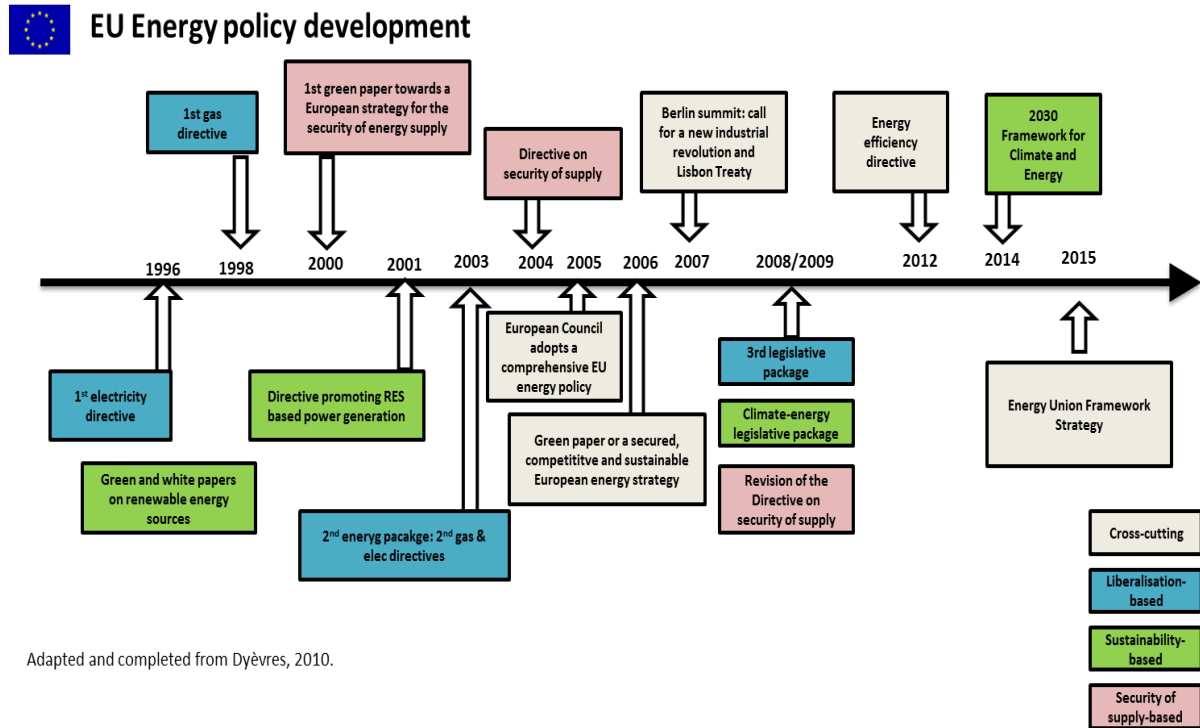 EU Energy policy development
1st gas
directive
1st green paper towards a
European strategy for the
security of energy supply
Directive on
security of supply
Berlin summit: call
for a new industrial
revolution and
Lisbon Treaty
Energy
efficiency
directive
2030
Framework for
Climate and
Energy
1996
1998
2000
2001
2003
2004
2005
2006
2007
2008/2009
2012
2014
2015
1st electricity
directive
Green and white papers
on renewable energy
sources
Directive promoting RES
based power generation
2nd eneryg pacakge: 2nd gas &
elec directives
European Council
adopts a
comprehensive EU
energy policy
Green paper or a secured,
competititve and sustainable
European energy strategy
3rd legislative
package
Climate-energy
legislative package
Revision of the
Directive on
security of supply
Energy Union Framework
Strategy
Cross-cutting
Liberalisation-
based
Sustainability-
based
Security of
supply-based
Adapted and completed from Dyèvres, 2010.